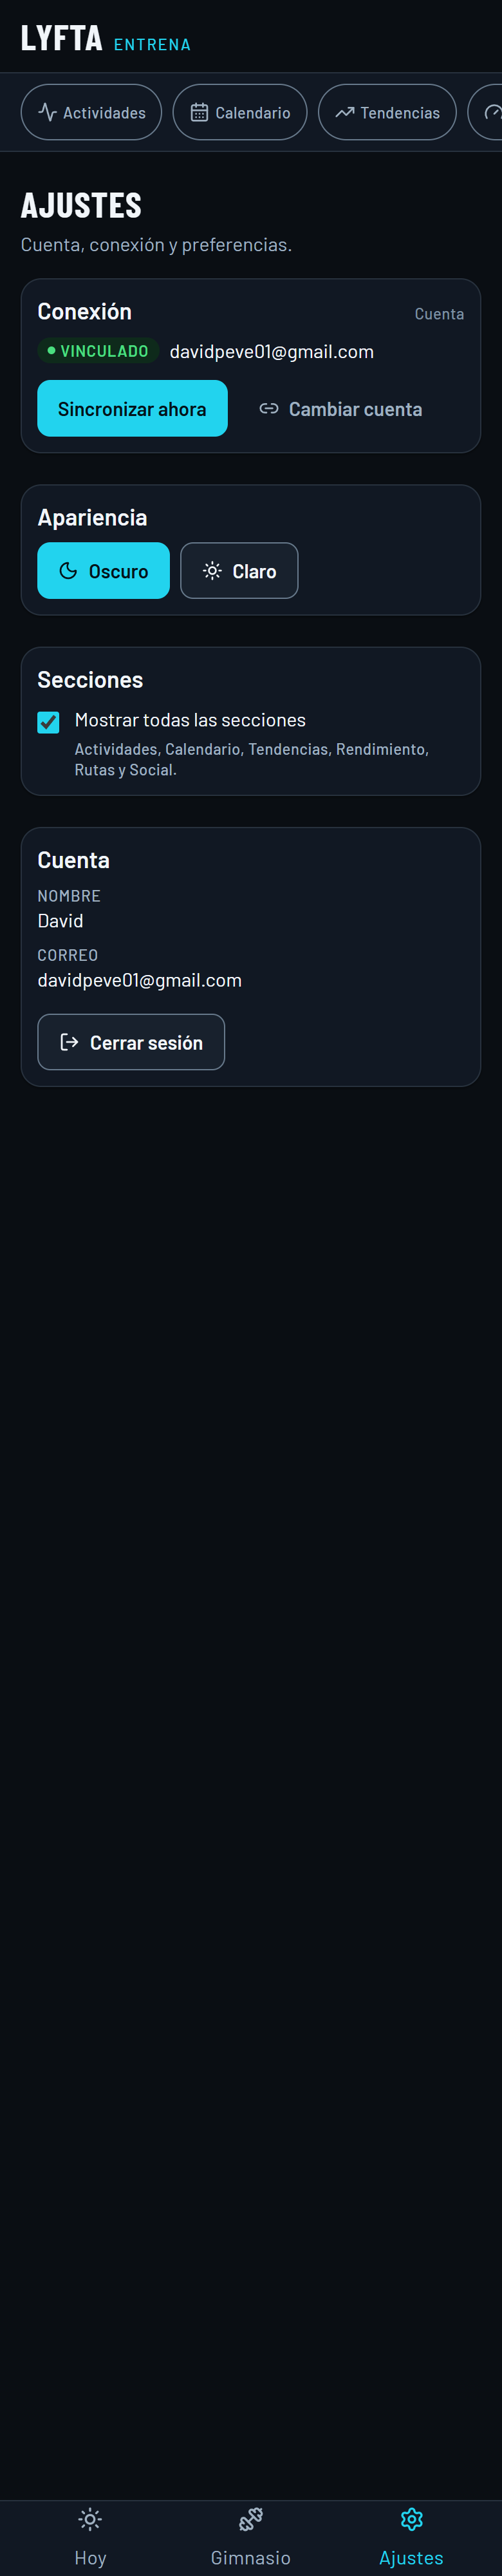 LYFTA ENTRENA
Actividades Calendario Tendencias
AJUSTES
Cuenta, conexión y preferencias.
Conexión Cuenta
VINCULADO davidpeve01@gmail.com
Sincronizar ahora Cambiar cuenta
Apariencia
Oscuro Claro
Secciones
Mostrar todas las secciones
Actividades, Calendario, Tendencias, Rendimiento,
Rutas y Social.
Cuenta
NOMBRE
David
CORREO
davidpeve01@gmail.com
Cerrar sesión
Hoy Gimnasio Ajustes